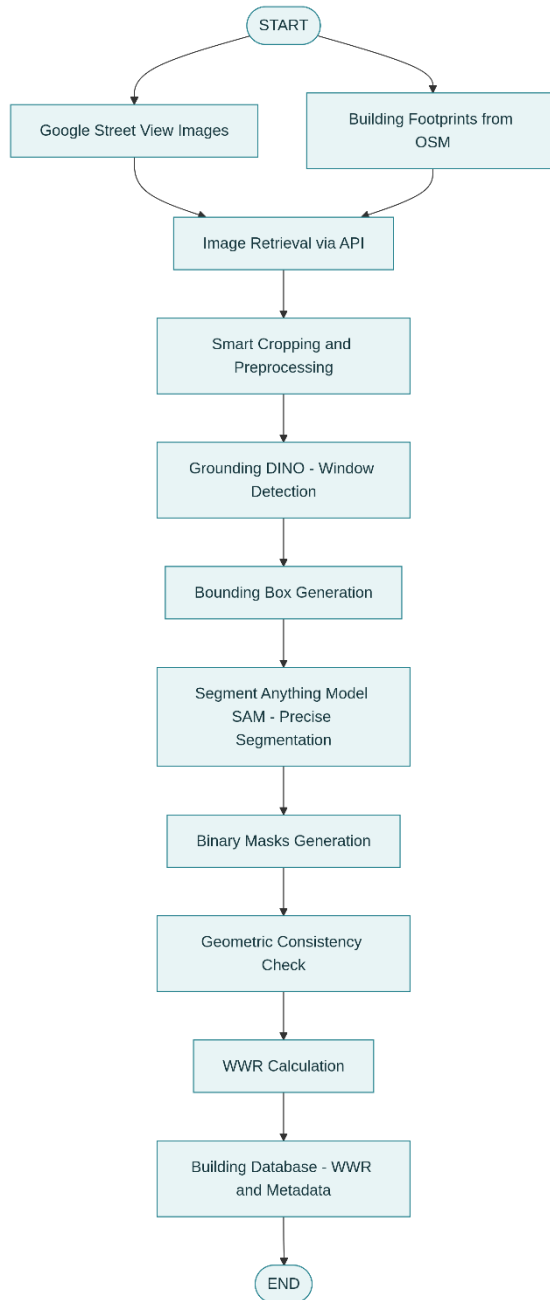 START
Google Street View Images
Building Footprints from
OSM
Image Retrieval via API
Smart Cropping and
Preprocessing
Grounding DINO - Window
Detection
Bounding Box Generation
Segment Anything Model
SAM - Precise
Segmentation
Binary Masks Generation
Geometric Consistency
Check
WWR Calculation
Building Database - WWR
and Metadata
END